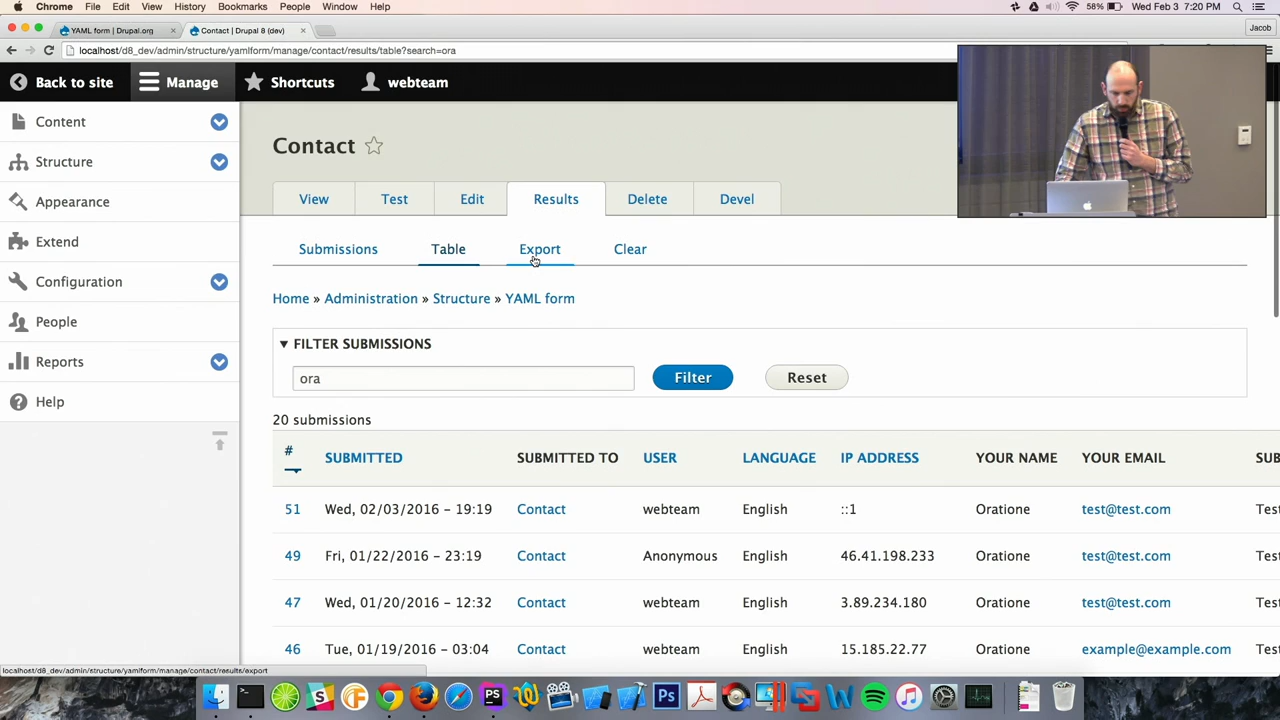 Chrome File Edit View History Bookmarks People Window Help 58% Wed Feb 3 7:20 PM
YAML form | Drupal.org Contact | Drupal 8 (dev) Jacob
localhost/d8_dev/admin/structure/yamlform/manage/contact/results/table?search=ora
Back to site Manage Shortcuts webteam
Content
Structure
Appearance
Extend
Configuration
People
Reports
Help
Contact
View Test Edit Results Delete Devel
Submissions Table Export Clear
Home » Administration » Structure » YAML form
▼ FILTER SUBMISSIONS
ora Filter Reset
20 submissions
# SUBMITTED SUBMITTED TO USER LANGUAGE IP ADDRESS YOUR NAME YOUR EMAIL SUB
51 Wed, 02/03/2016 - 19:19 Contact webteam English ::1 Oratione test@test.com Tes
49 Fri, 01/22/2016 - 23:19 Contact Anonymous English 46.41.198.233 Oratione test@test.com Tes
47 Wed, 01/20/2016 - 12:32 Contact webteam English 3.89.234.180 Oratione test@test.com Tes
46 Tue, 01/19/2016 - 03:04 Contact webteam English 15.185.22.77 Oratione example@example.com Tes
localhost/d8_dev/admin/structure/yamlform/manage/contact/results/export
PS Ps W